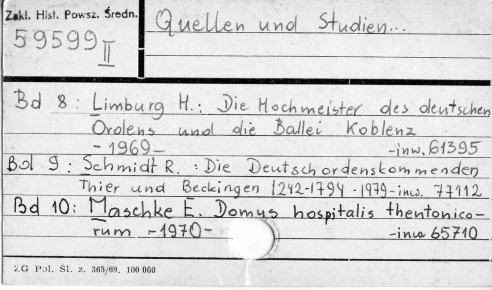 Zakł. Hist. Powsz. Średn.
59599 II
Quellen und Studien...
Bd 8: Limburg H.: Die Hochmeister des deutschen
Ordens und die Ballei Koblenz
- 1969 - -inw. 61395
Bd 9: Schmidt R. : Die Deutschordenskommenden
Thier und Beckingen 1242-1794 - 1979 - inw. 77112
Bd 10: Maschke E. Domus hospitalis theutonico-
rum - 1970 - -inw 65710
ZG Pol. Śl. z. 365/69. 100 000